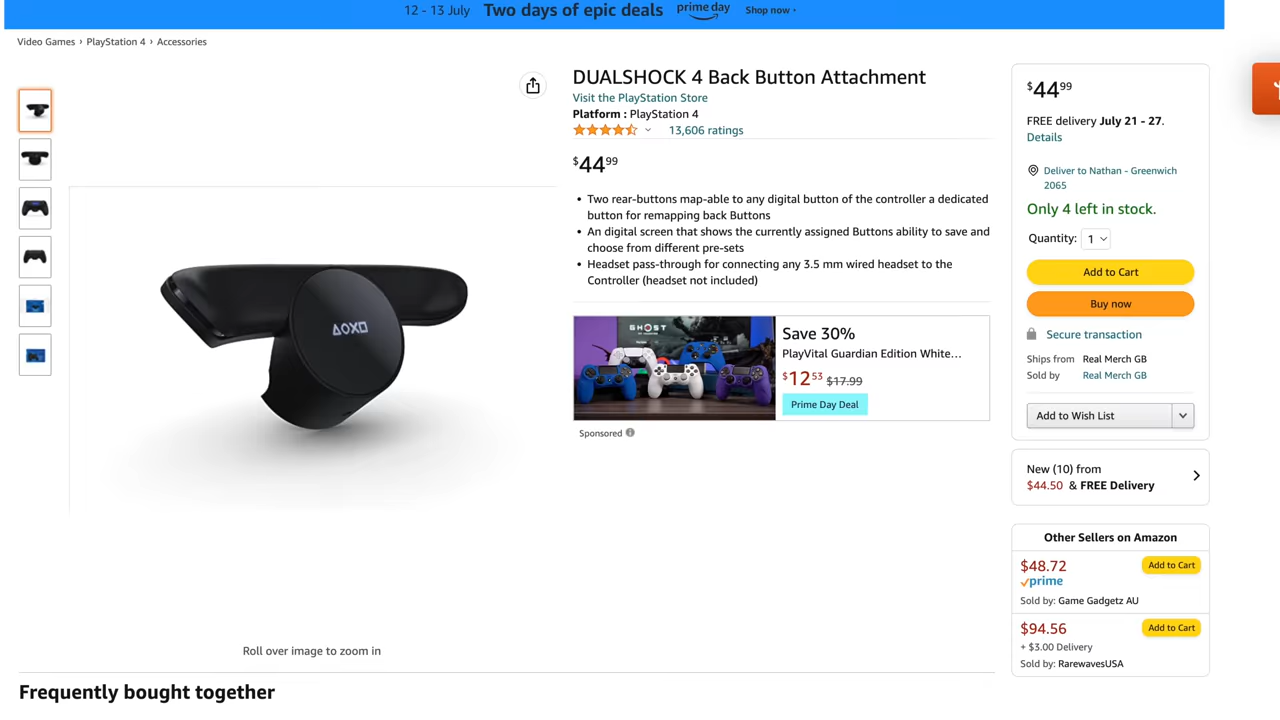 12 - 13 July Two days of epic deals prime day Shop now
Video Games › PlayStation 4 › Accessories
DUALSHOCK 4 Back Button Attachment
Visit the PlayStation Store
Platform : PlayStation 4
13,606 ratings
$44 99
• Two rear-buttons map-able to any digital button of the controller a dedicated
button for remapping back Buttons
• An digital screen that shows the currently assigned Buttons ability to save and
choose from different pre-sets
• Headset pass-through for connecting any 3.5 mm wired headset to the
Controller (headset not included)
GHOST
Save 30%
PlayVital Guardian Edition White…
$12 53 $17.99
Prime Day Deal
Sponsored
Roll over image to zoom in
$44 99
FREE delivery July 21 - 27.
Details
Deliver to Nathan - Greenwich
2065
Only 4 left in stock.
Quantity: 1
Add to Cart
Buy now
Secure transaction
Ships from Real Merch GB
Sold by Real Merch GB
Add to Wish List
New (10) from
$44.50 & FREE Delivery
Other Sellers on Amazon
$48.72 Add to Cart
prime
Sold by: Game Gadgetz AU
$94.56 Add to Cart
+ $3.00 Delivery
Sold by: RarewavesUSA
Frequently bought together